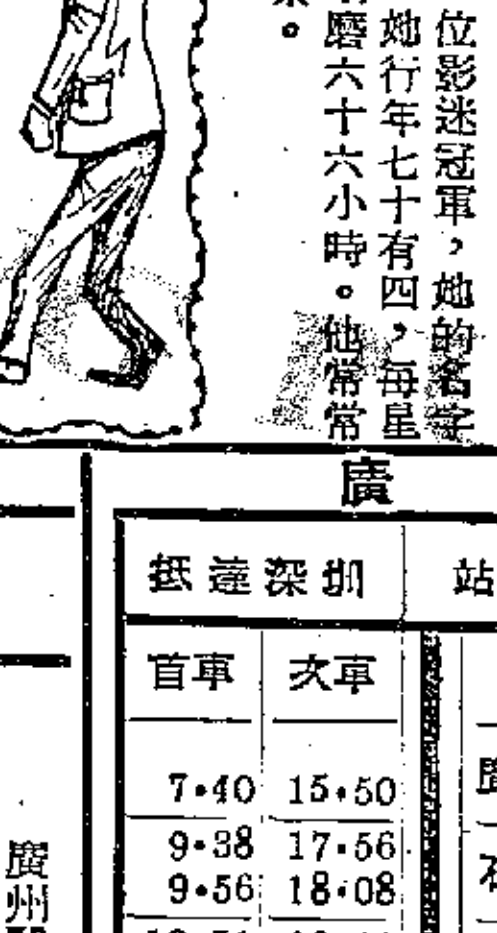 位影迷冠軍，她的名字
她行年七十有四，每星
磨六十六小時。他常常
。
廣
抵達深圳 站
首車 次車
7·40 15·50
9·38 17·56
9·56 18·08
廣州